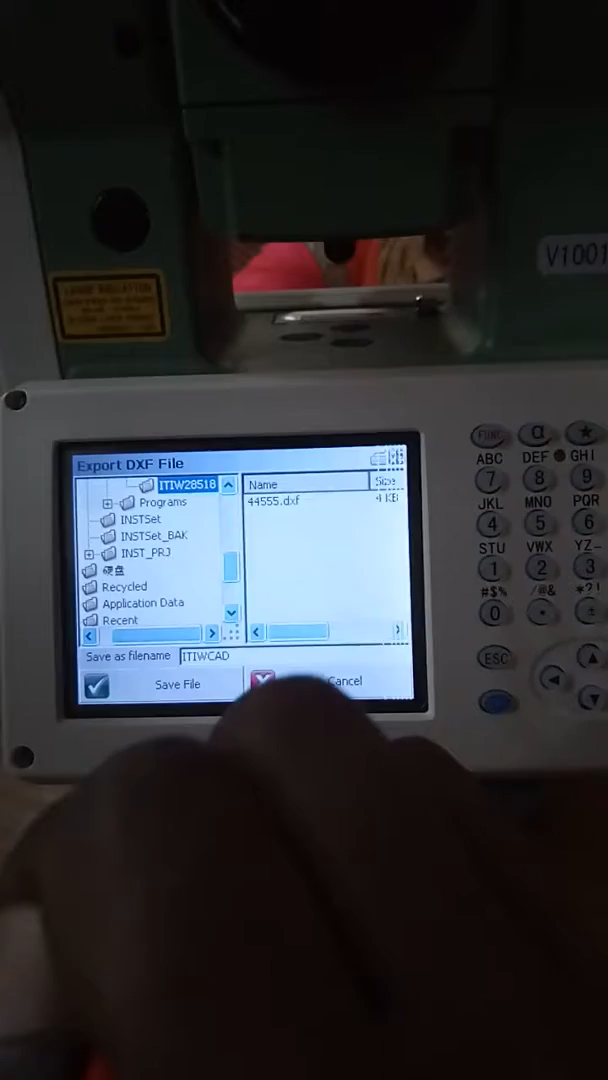 V1001
Export DXF File
ITIW28518
Programs
INSTSet
INSTSet_BAK
INST_PRJ
硬盘
Recycled
Application Data
Recent
Name
Size
44555.dxf
4 KB
Save as filename
ITIWCAD
Save File
Cancel
FUNC
α
★
ABC DEF GHI
7 8 9
JKL MNO PQR
4 5 6
STU VWX YZ-
1 2 3
#$% /@& *?!
0 • ±
ESC